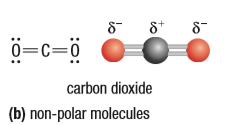 δ⁻ δ⁺ δ⁻
Ö=C=Ö
carbon dioxide
(b) non-polar molecules